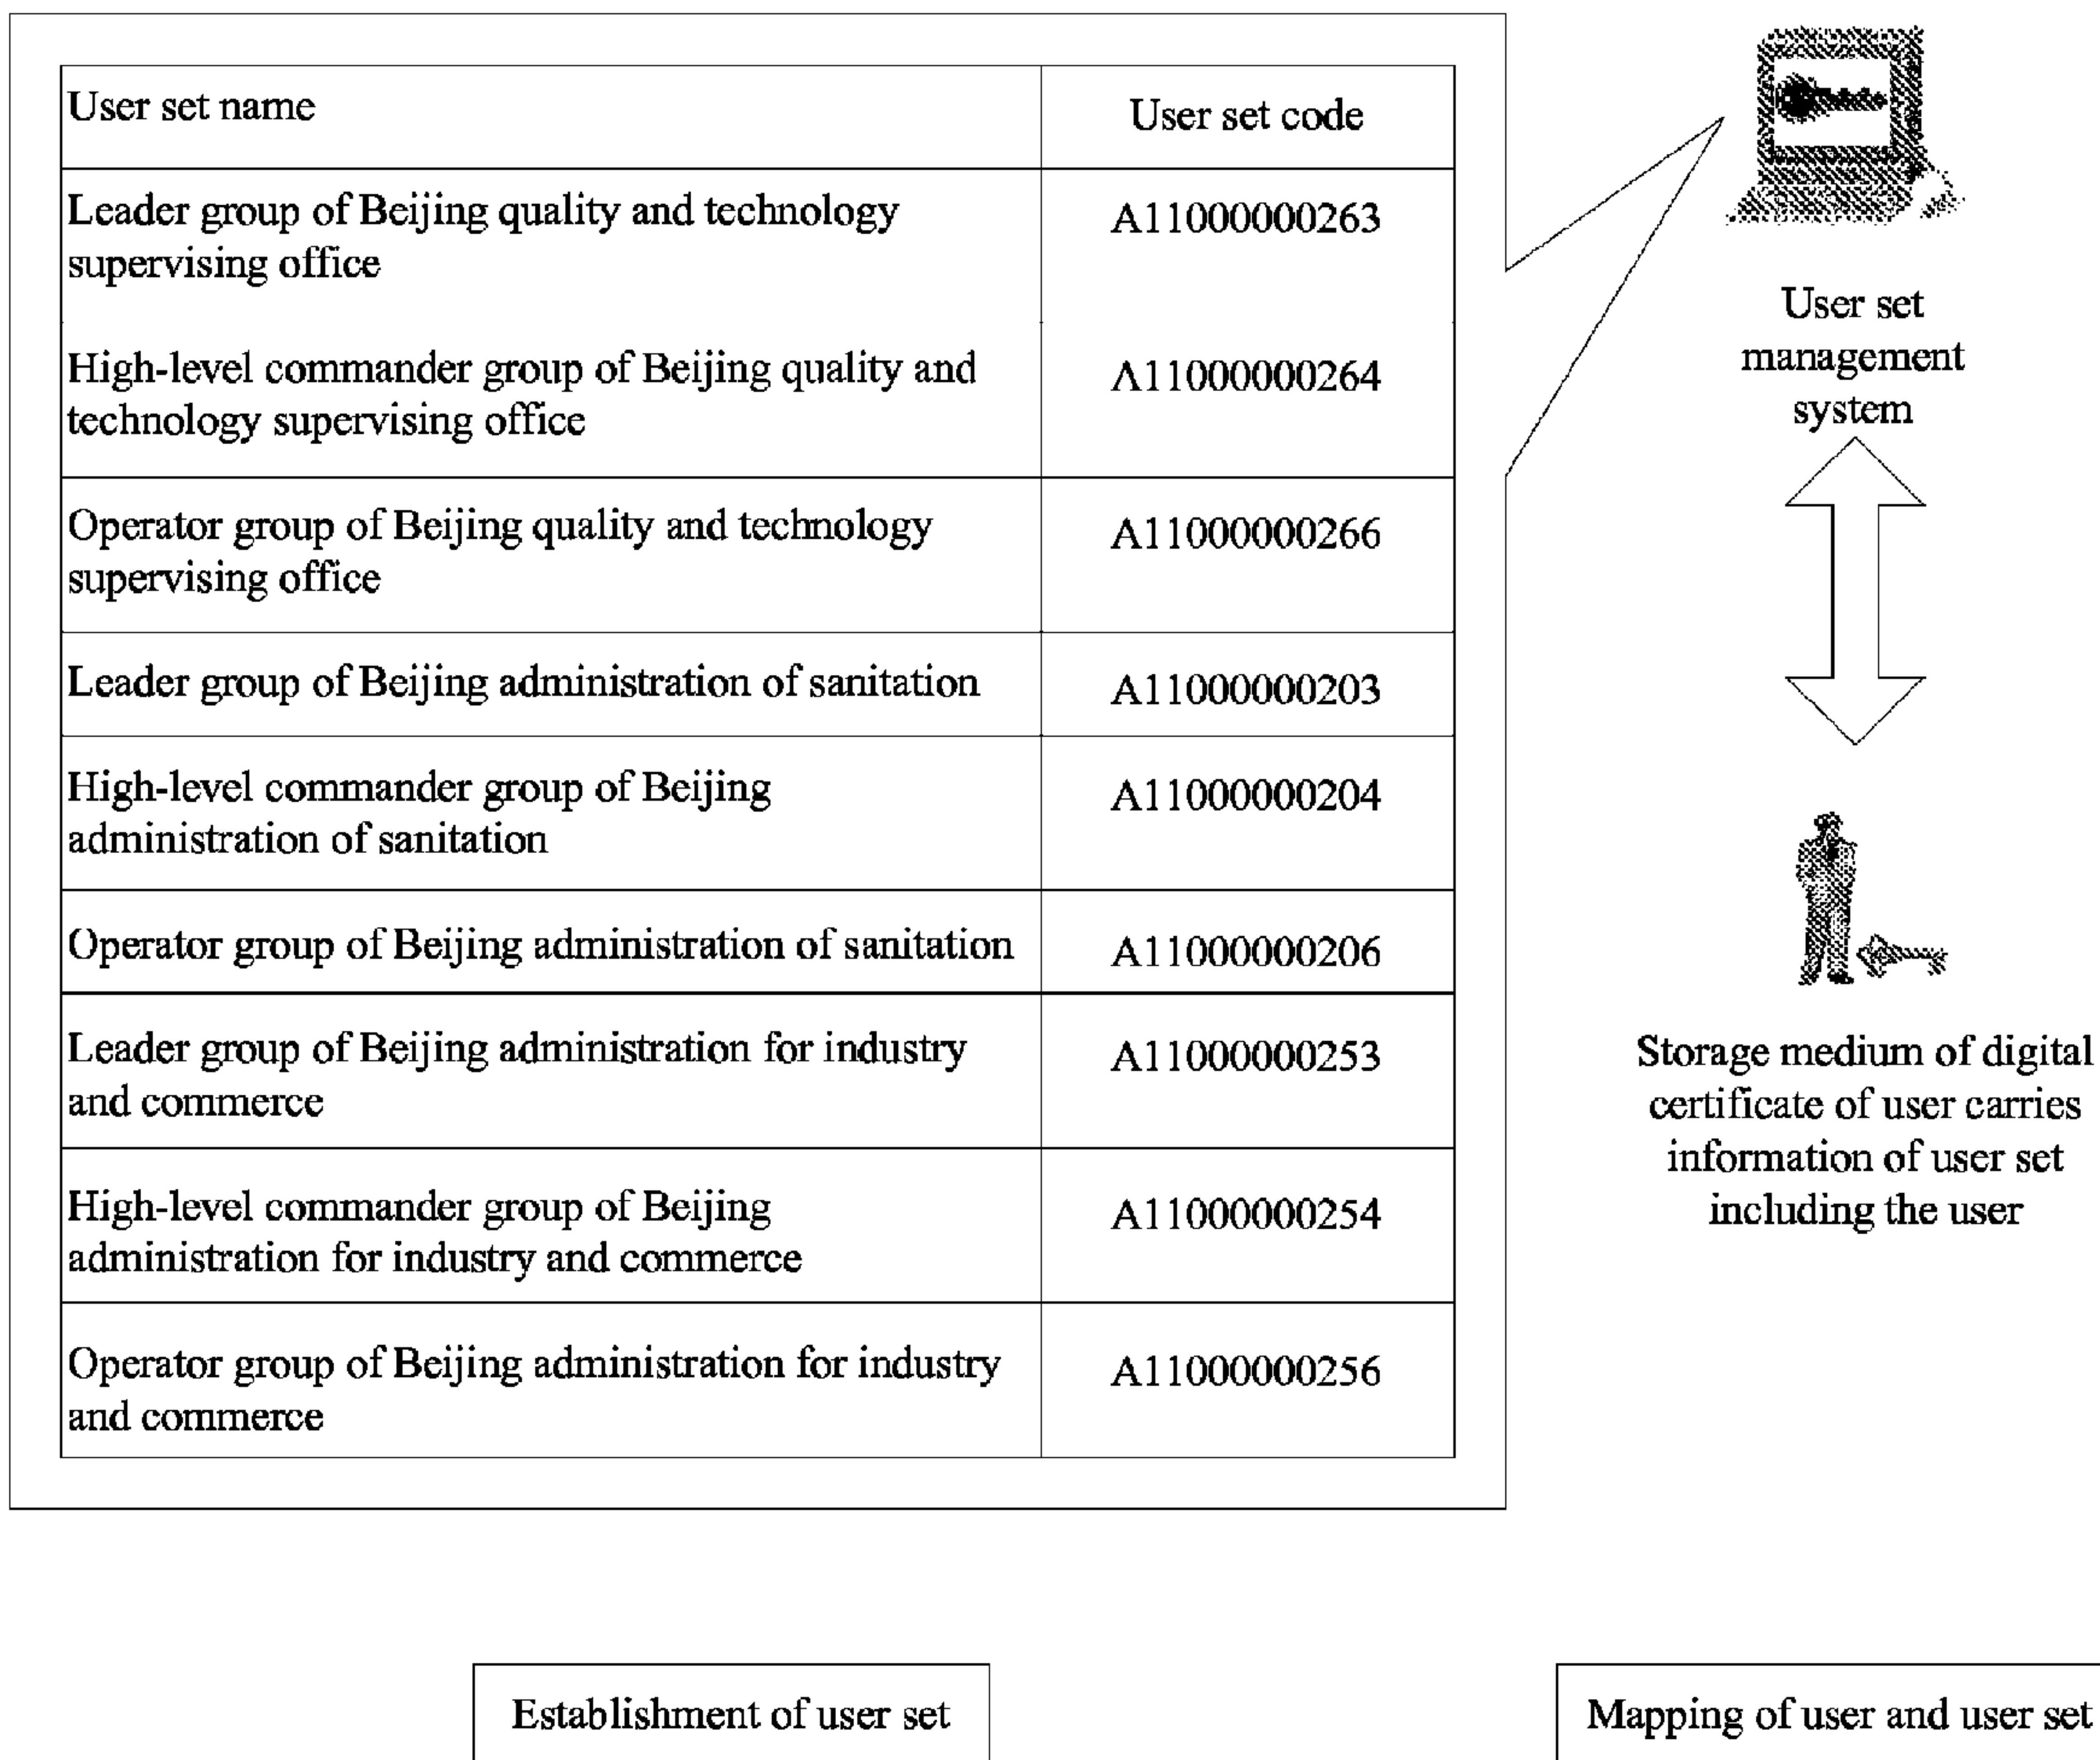 User set name
User set code
Leader group of Beijing quality and technology
supervising office
A11000000263
High-level commander group of Beijing quality and
technology supervising office
A11000000264
Operator group of Beijing quality and technology
supervising office
A11000000266
Leader group of Beijing administration of sanitation
A11000000203
High-level commander group of Beijing
administration of sanitation
A11000000204
Operator group of Beijing administration of sanitation
A11000000206
Leader group of Beijing administration for industry
and commerce
A11000000253
High-level commander group of Beijing
administration for industry and commerce
A11000000254
Operator group of Beijing administration for industry
and commerce
A11000000256
User set
management
system
Storage medium of digital
certificate of user carries
information of user set
including the user
Establishment of user set
Mapping of user and user set